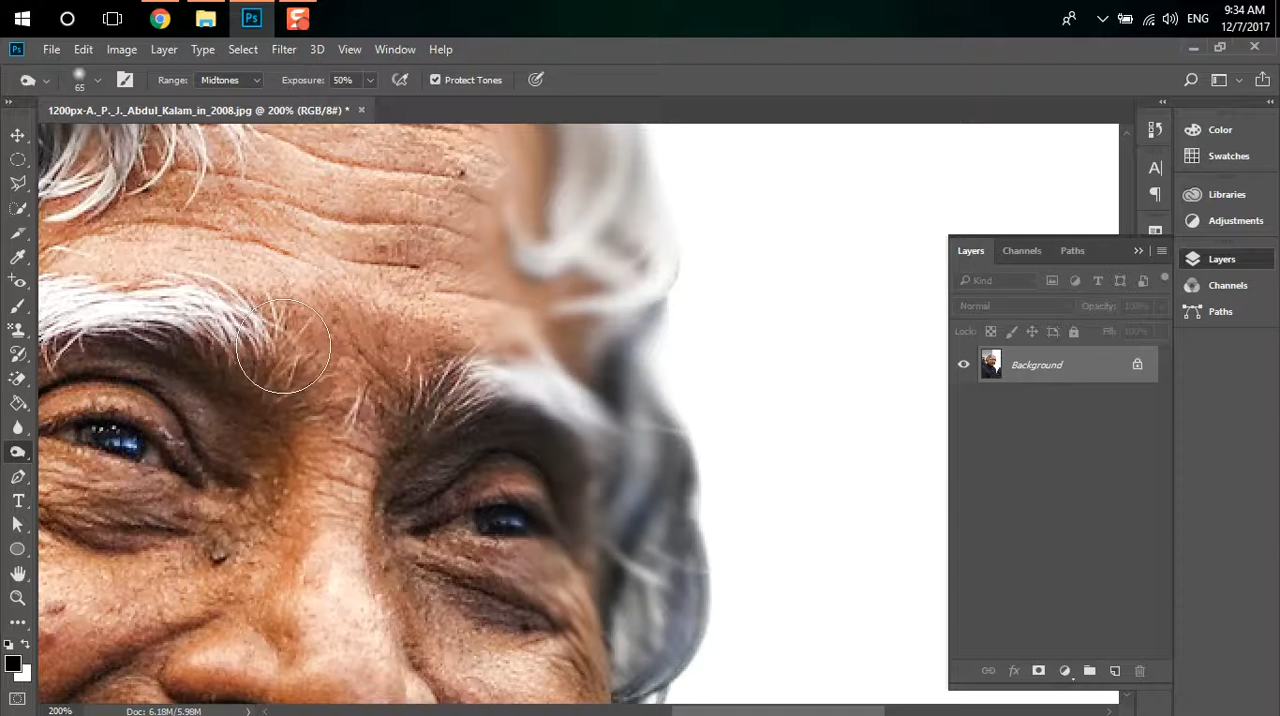 Ps
ENG
9:34 AM
12/7/2017
Ps File Edit Image Layer Type Select Filter 3D View Window Help
65 Range: Midtones Exposure: 50% Protect Tones
1200px-A._P._J._Abdul_Kalam_in_2008.jpg @ 200% (RGB/8#) * ×
Color
Swatches
Libraries
Adjustments
Layers
Channels
Paths
Layers Channels Paths
Kind
Normal Opacity: 100%
Lock: Fill: 100%
Background
200% Doc: 6.18M/5.98M